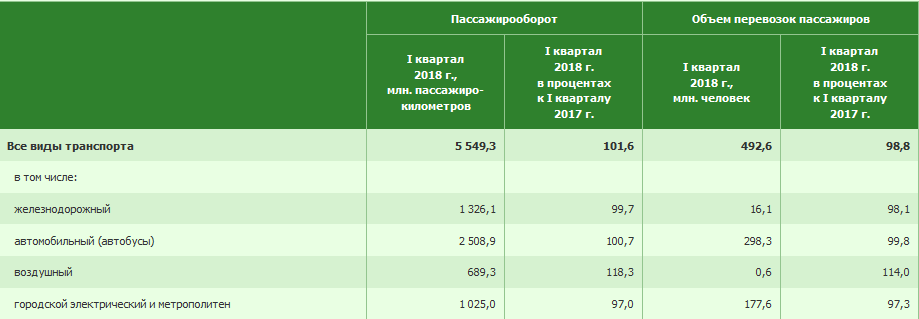 Пассажирооборот Объем перевозок пассажиров
I квартал
2018 г.,
млн. пассажиро-
километров
I квартал
2018 г.
в процентах
к I кварталу
2017 г.
I квартал
2018 г.,
млн. человек
I квартал
2018 г.
в процентах
к I кварталу
2017 г.
Все виды транспорта 5 549,3 101,6 492,6 98,8
в том числе:
железнодорожный 1 326,1 99,7 16,1 98,1
автомобильный (автобусы) 2 508,9 100,7 298,3 99,8
воздушный 689,3 118,3 0,6 114,0
городской электрический и метрополитен 1 025,0 97,0 177,6 97,3